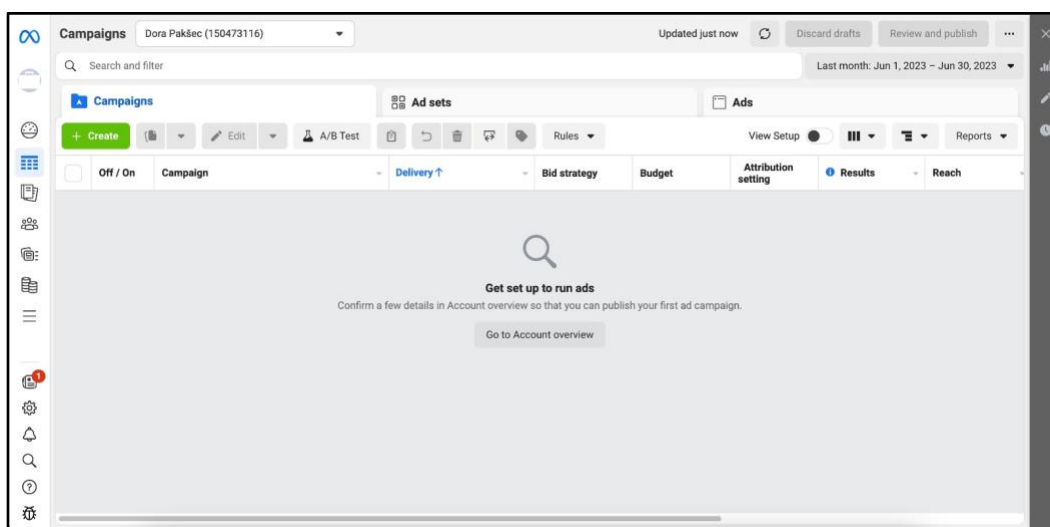 Campaigns Dora Pakšec (150473116) Updated just now Discard drafts Review and publish
Search and filter Last month: Jun 1, 2023 – Jun 30, 2023
Campaigns Ad sets Ads
+ Create Edit A/B Test Rules View Setup Reports
Off / On Campaign Delivery ↑ Bid strategy Budget Attribution setting Results Reach
Get set up to run ads
Confirm a few details in Account overview so that you can publish your first ad campaign.
Go to Account overview
1